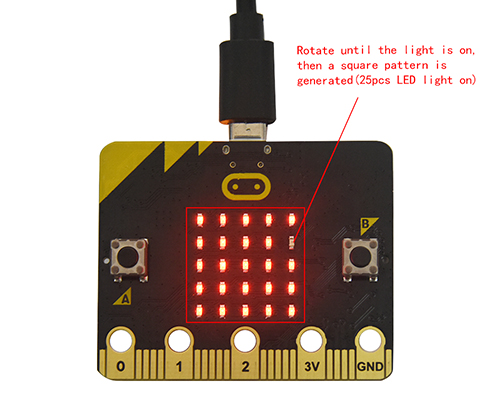 Rotate until the light is on,
then a square pattern is
generated(25pcs LED light on)
B
A
0
1
2
3V
GND